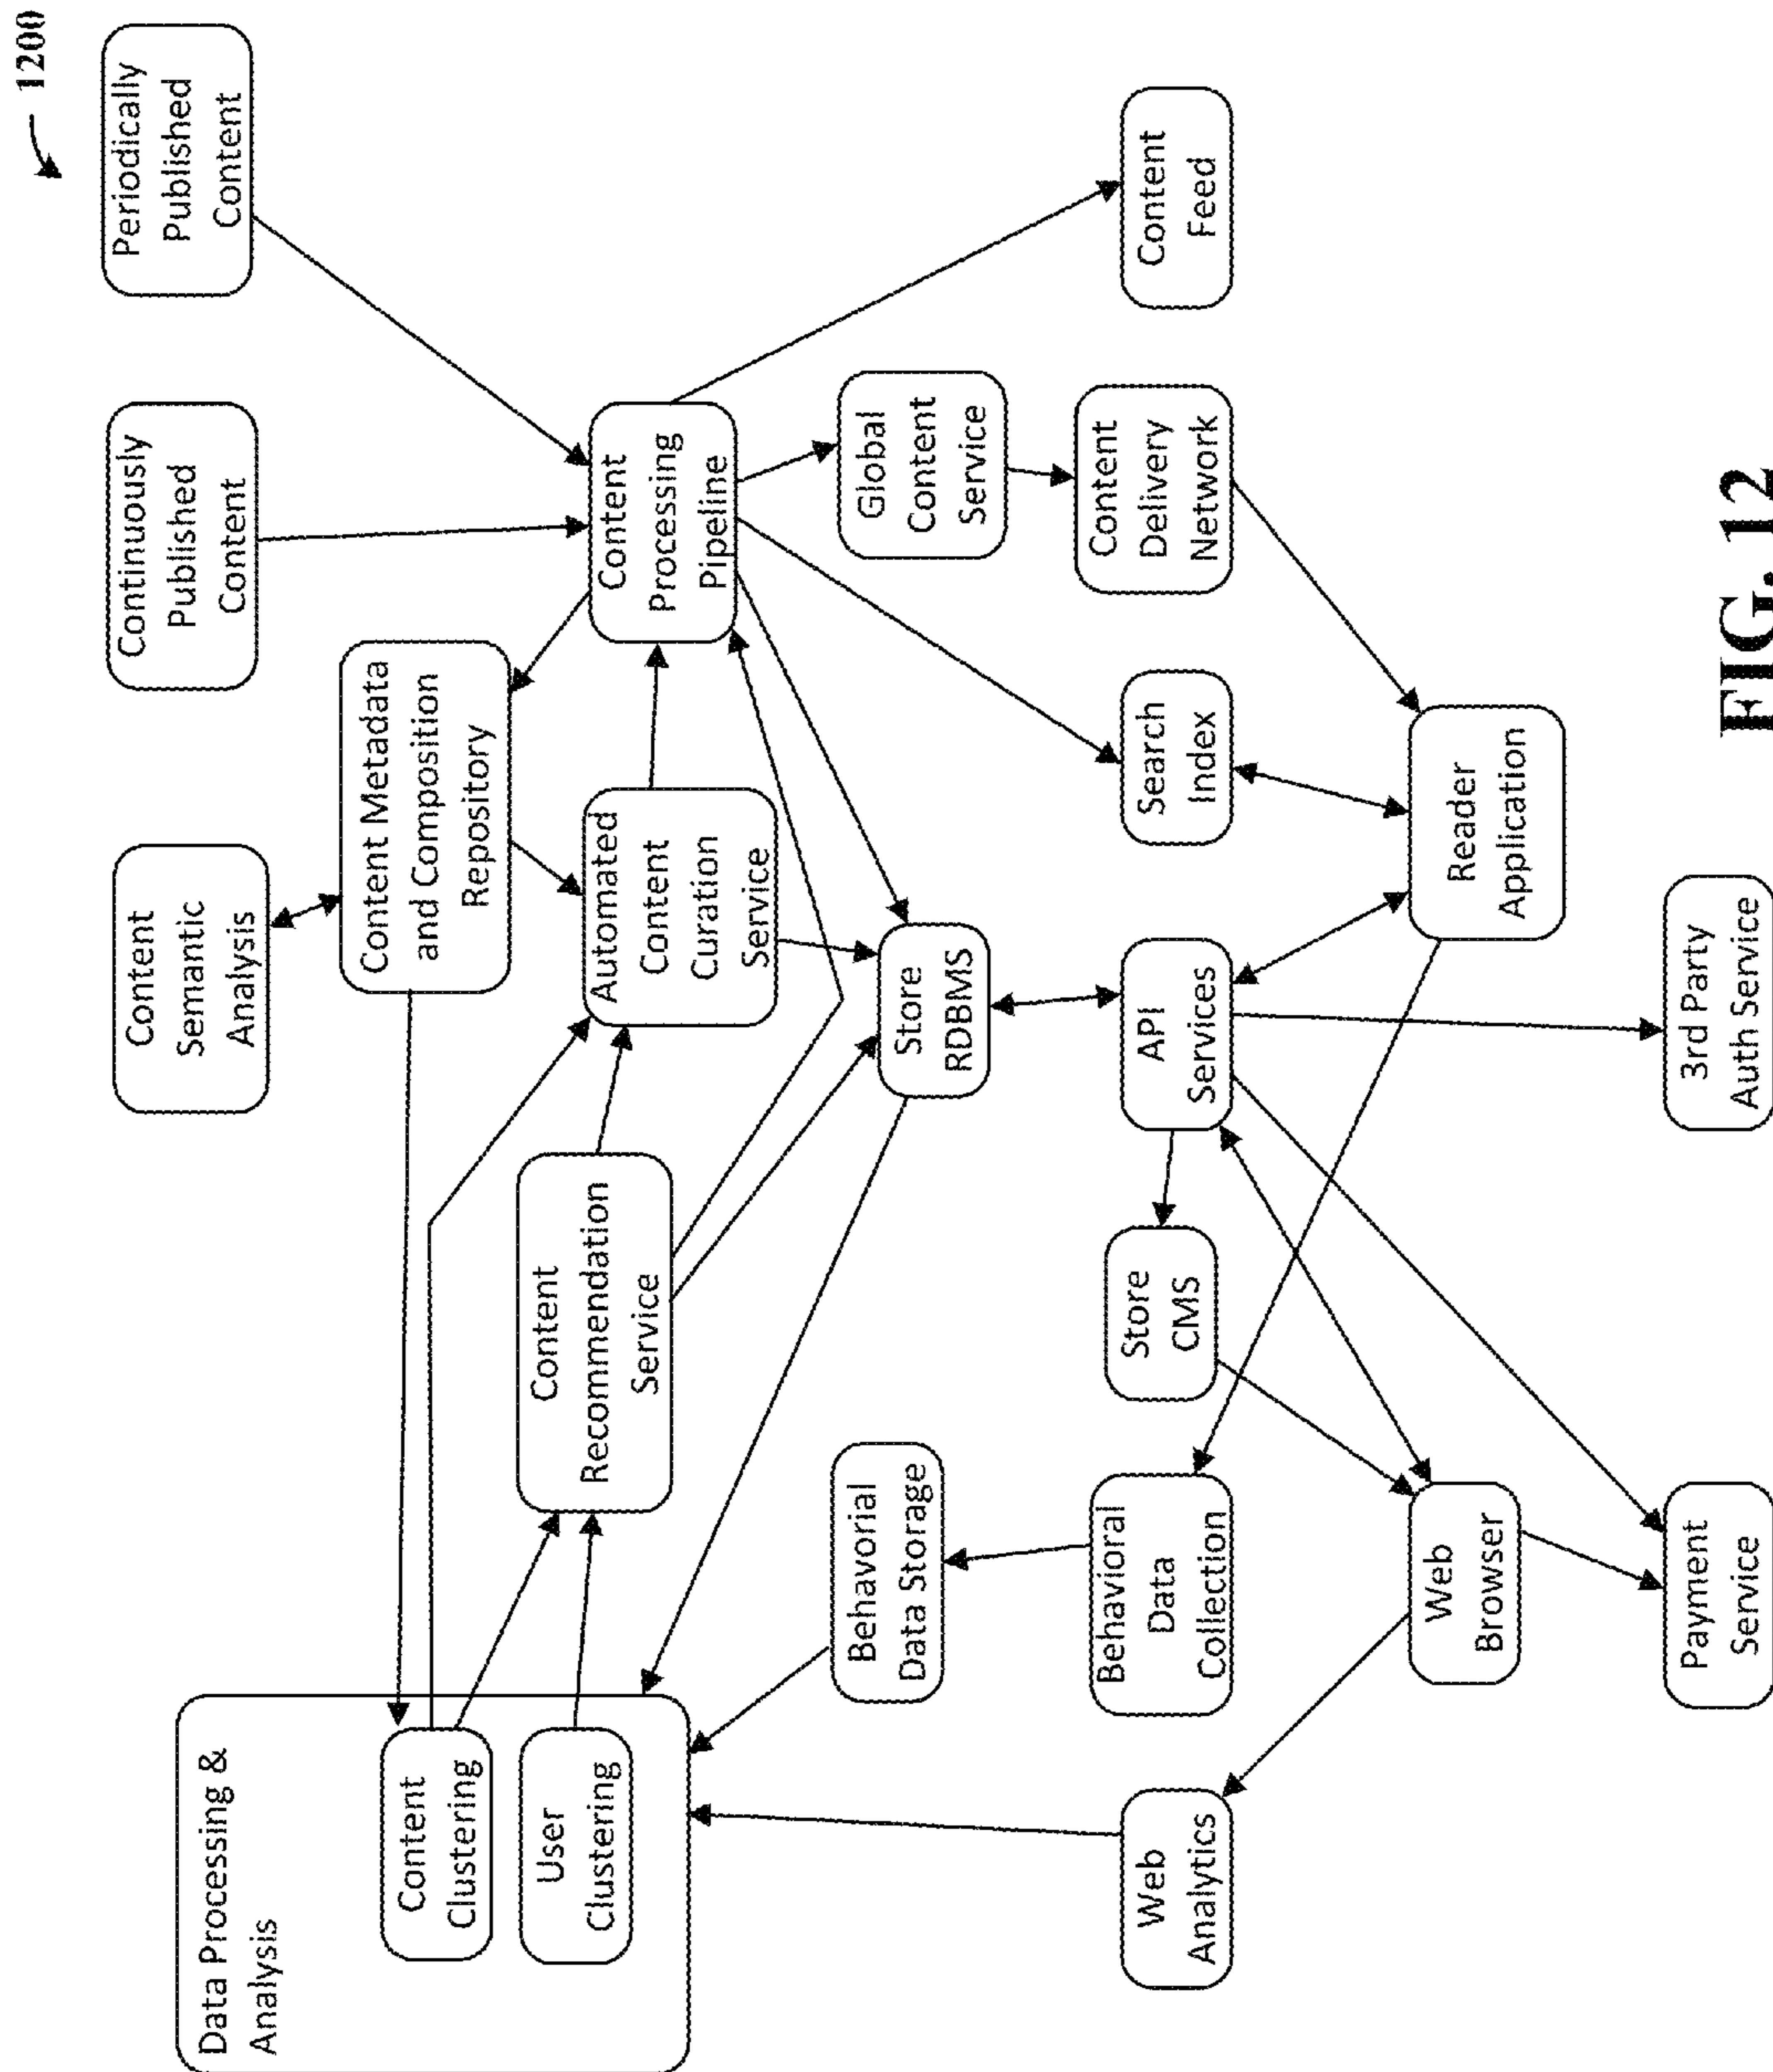 1200
Periodically
Published
Content
Continuously
Published
Content
Content
Semantic
Analysis
Content Metadata
and Composition
Repository
Data Processing &
Analysis
Content
Clustering
User
Clustering
Content
Recommendation
Service
Automated
Content
Curation
Service
Content
Processing
Pipeline
Store
RDBMS
Global
Content
Service
Behavorial
Data Storage
Behavioral
Data
Collection
Web
Analytics
Store
CMS
API
Services
Search
Index
Content
Delivery
Network
Content
Feed
Web
Browser
Reader
Application
Payment
Service
3rd Party
Auth Service
FIG. 12